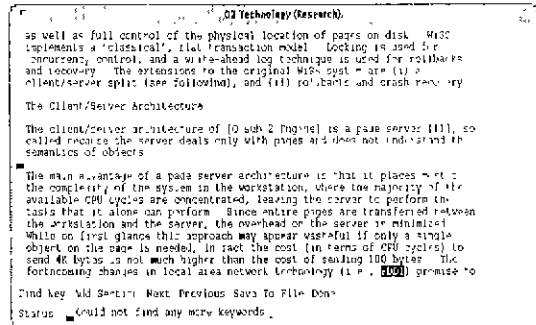 O2 Technology (Research).
as well as full control of the physical location of pages on disk WiSS
implements a 'classical', flat transaction model Locking is used for
concurrency control, and a write-ahead log technique is used for rollbacks
and recovery The extensions to the original WiSS system are (i) a
client/server split (see following), and (ii) rollbacks and crash recovery
The Client/Server Architecture
The client/server architecture of [O sub 2 Engine] is a page server [11], so
called because the server deals only with pages and does not understand th
semantics of objects
The main advantage of a page server architecture is that it places most o
the complexity of the system in the workstation, where the majority of the
available CPU cycles are concentrated, leaving the server to perform the
tasks that it alone can perform Since entire pages are transferred between
the workstation and the server, the overhead on the server is minimized
While on first glance this approach may appear wasteful if only a single
object on the page is needed, in fact the cost (in terms of CPU cycles) to
send 4K bytes is not much higher than the cost of sending 100 bytes The
forthcoming changes in local area network technology (i e , FDDI) promise to
Find Key Add Section Next Previous Save To File Done
Status Could not find any more keywords